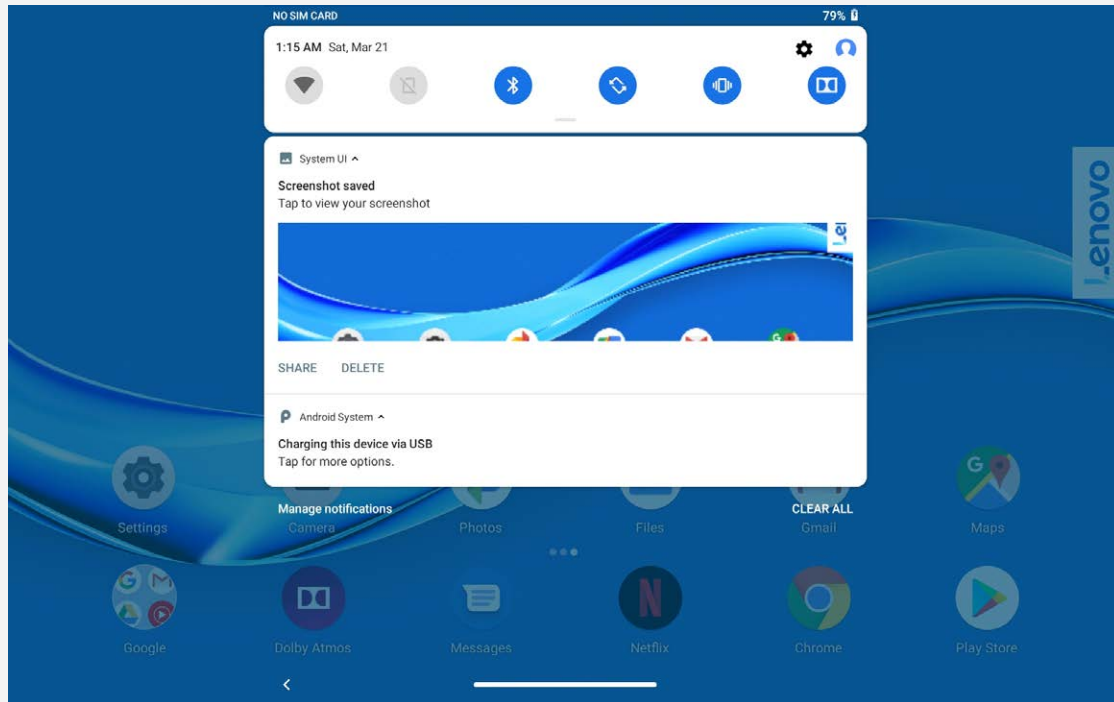 NO SIM CARD
79%
1:15 AM Sat, Mar 21
System UI
Screenshot saved
Tap to view your screenshot
Lenovo
Lei
SHARE DELETE
Android System
Charging this device via USB
Tap for more options.
Manage notifications
CLEAR ALL
Settings Camera Photos Files Gmail Maps
Google Dolby Atmos Messages Netflix Chrome Play Store